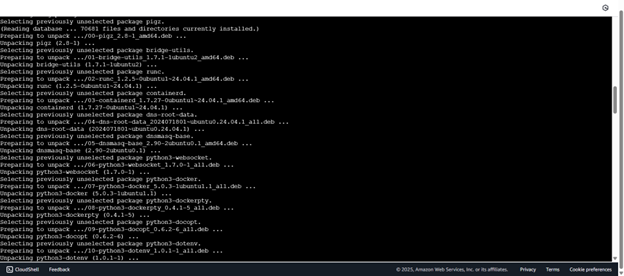 Selecting previously unselected package pigz.
(Reading database ... 70681 files and directories currently installed.)
Preparing to unpack .../00-pigz_2.8-1_amd64.deb ...
Unpacking pigz (2.8-1) ...
Selecting previously unselected package bridge-utils.
Preparing to unpack .../01-bridge-utils_1.7.1-1ubuntu2_amd64.deb ...
Unpacking bridge-utils (1.7.1-1ubuntu2) ...
Selecting previously unselected package runc.
Preparing to unpack .../02-runc_1.2.5-0ubuntu1~24.04.1_amd64.deb ...
Unpacking runc (1.2.5-0ubuntu1~24.04.1) ...
Selecting previously unselected package containerd.
Preparing to unpack .../03-containerd_1.7.27-0ubuntu1~24.04.1_amd64.deb ...
Unpacking containerd (1.7.27-0ubuntu1~24.04.1) ...
Selecting previously unselected package dns-root-data.
Preparing to unpack .../04-dns-root-data_2024071801~ubuntu0.24.04.1_all.deb ...
Unpacking dns-root-data (2024071801~ubuntu0.24.04.1) ...
Selecting previously unselected package dnsmasq-base.
Preparing to unpack .../05-dnsmasq-base_2.90-2ubuntu0.1_amd64.deb ...
Unpacking dnsmasq-base (2.90-2ubuntu0.1) ...
Selecting previously unselected package python3-websocket.
Preparing to unpack .../06-python3-websocket_1.7.0-1_all.deb ...
Unpacking python3-websocket (1.7.0-1) ...
Selecting previously unselected package python3-docker.
Preparing to unpack .../07-python3-docker_5.0.3-1ubuntu1.1_all.deb ...
Unpacking python3-docker (5.0.3-1ubuntu1.1) ...
Selecting previously unselected package python3-dockerpty.
Preparing to unpack .../08-python3-dockerpty_0.4.1-5_all.deb ...
Unpacking python3-dockerpty (0.4.1-5) ...
Selecting previously unselected package python3-docopt.
Preparing to unpack .../09-python3-docopt_0.6.2-6_all.deb ...
Unpacking python3-docopt (0.6.2-6) ...
Selecting previously unselected package python3-dotenv.
Preparing to unpack .../10-python3-dotenv_1.0.1-1_all.deb ...
Unpacking python3-dotenv (1.0.1-1) ...
CloudShell Feedback © 2025, Amazon Web Services, Inc. or its affiliates. Privacy Terms Cookie preferences